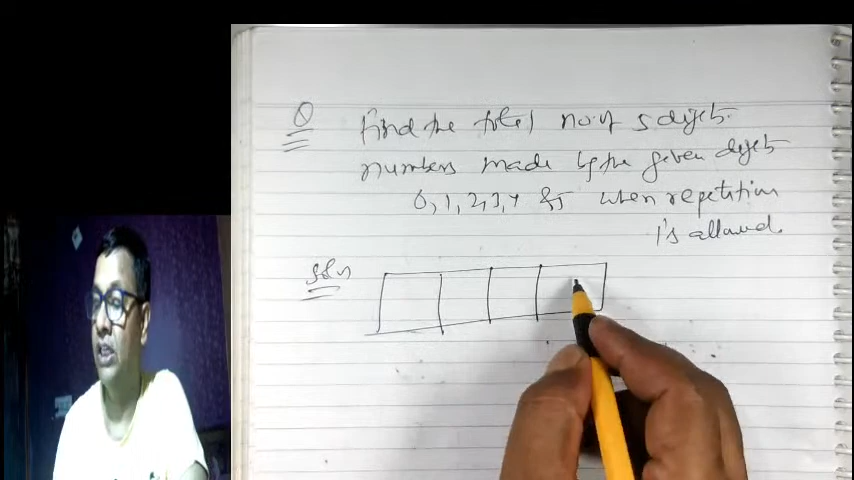 Q Find the total no. of 5 digits
numbers made by the given digits
0, 1, 2, 3, 4 & 5 when repetition
is allowed.
Soln